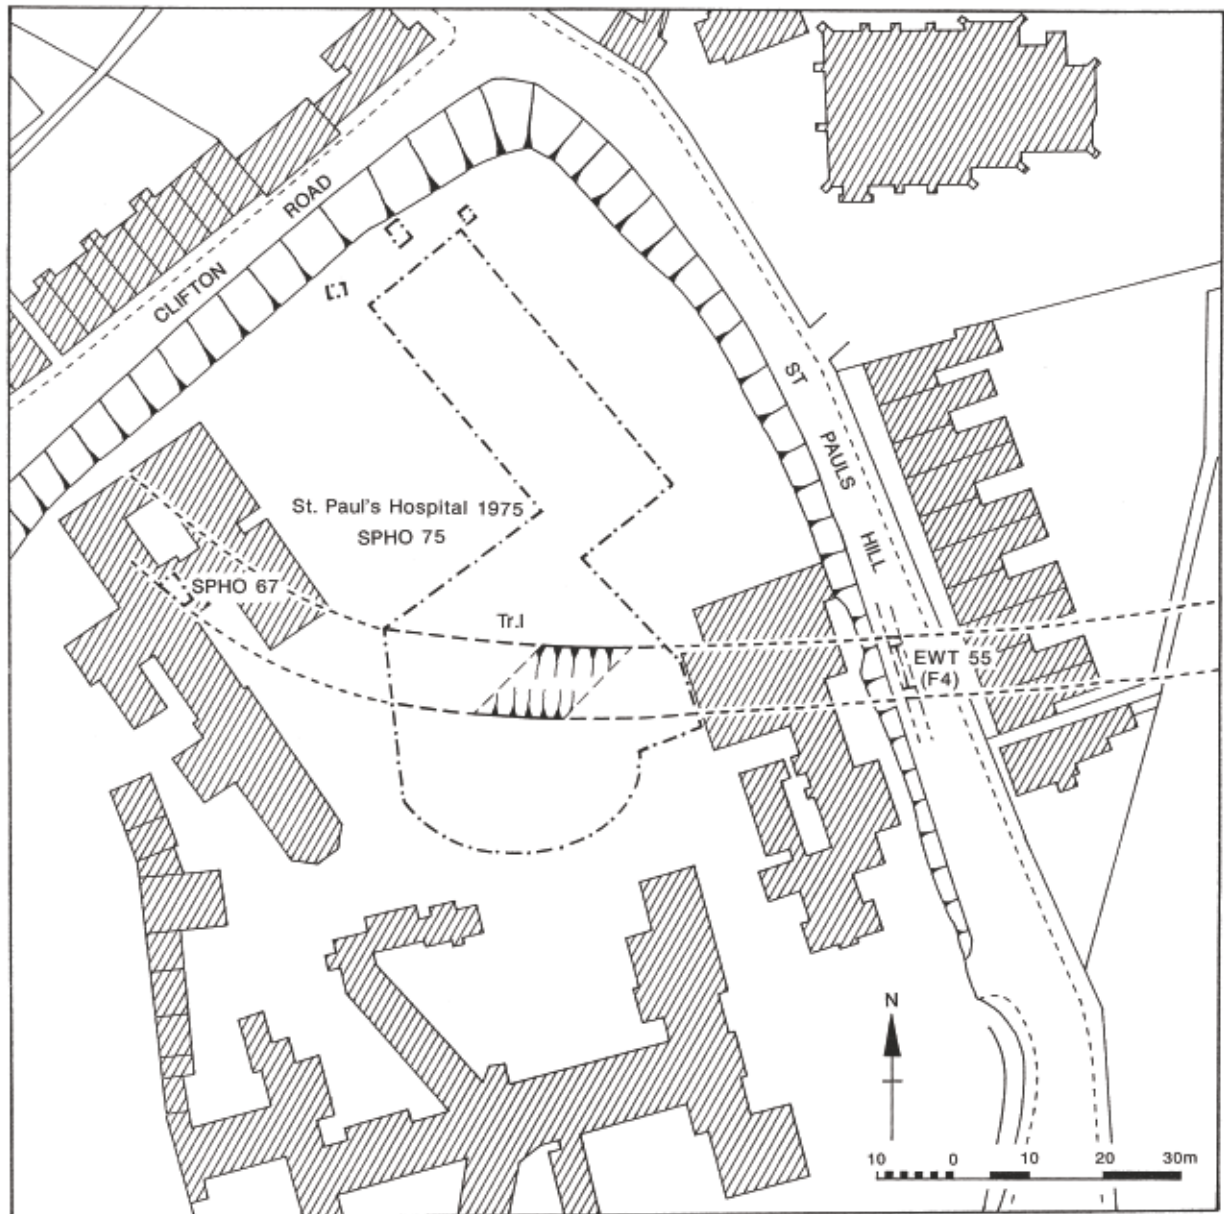 CLIFTON ROAD
ST PAULS HILL
St. Paul's Hospital 1975
SPHO 75
SPHO 67
Tr.I
EWT 55
(F4)
N
10 0 10 20 30m